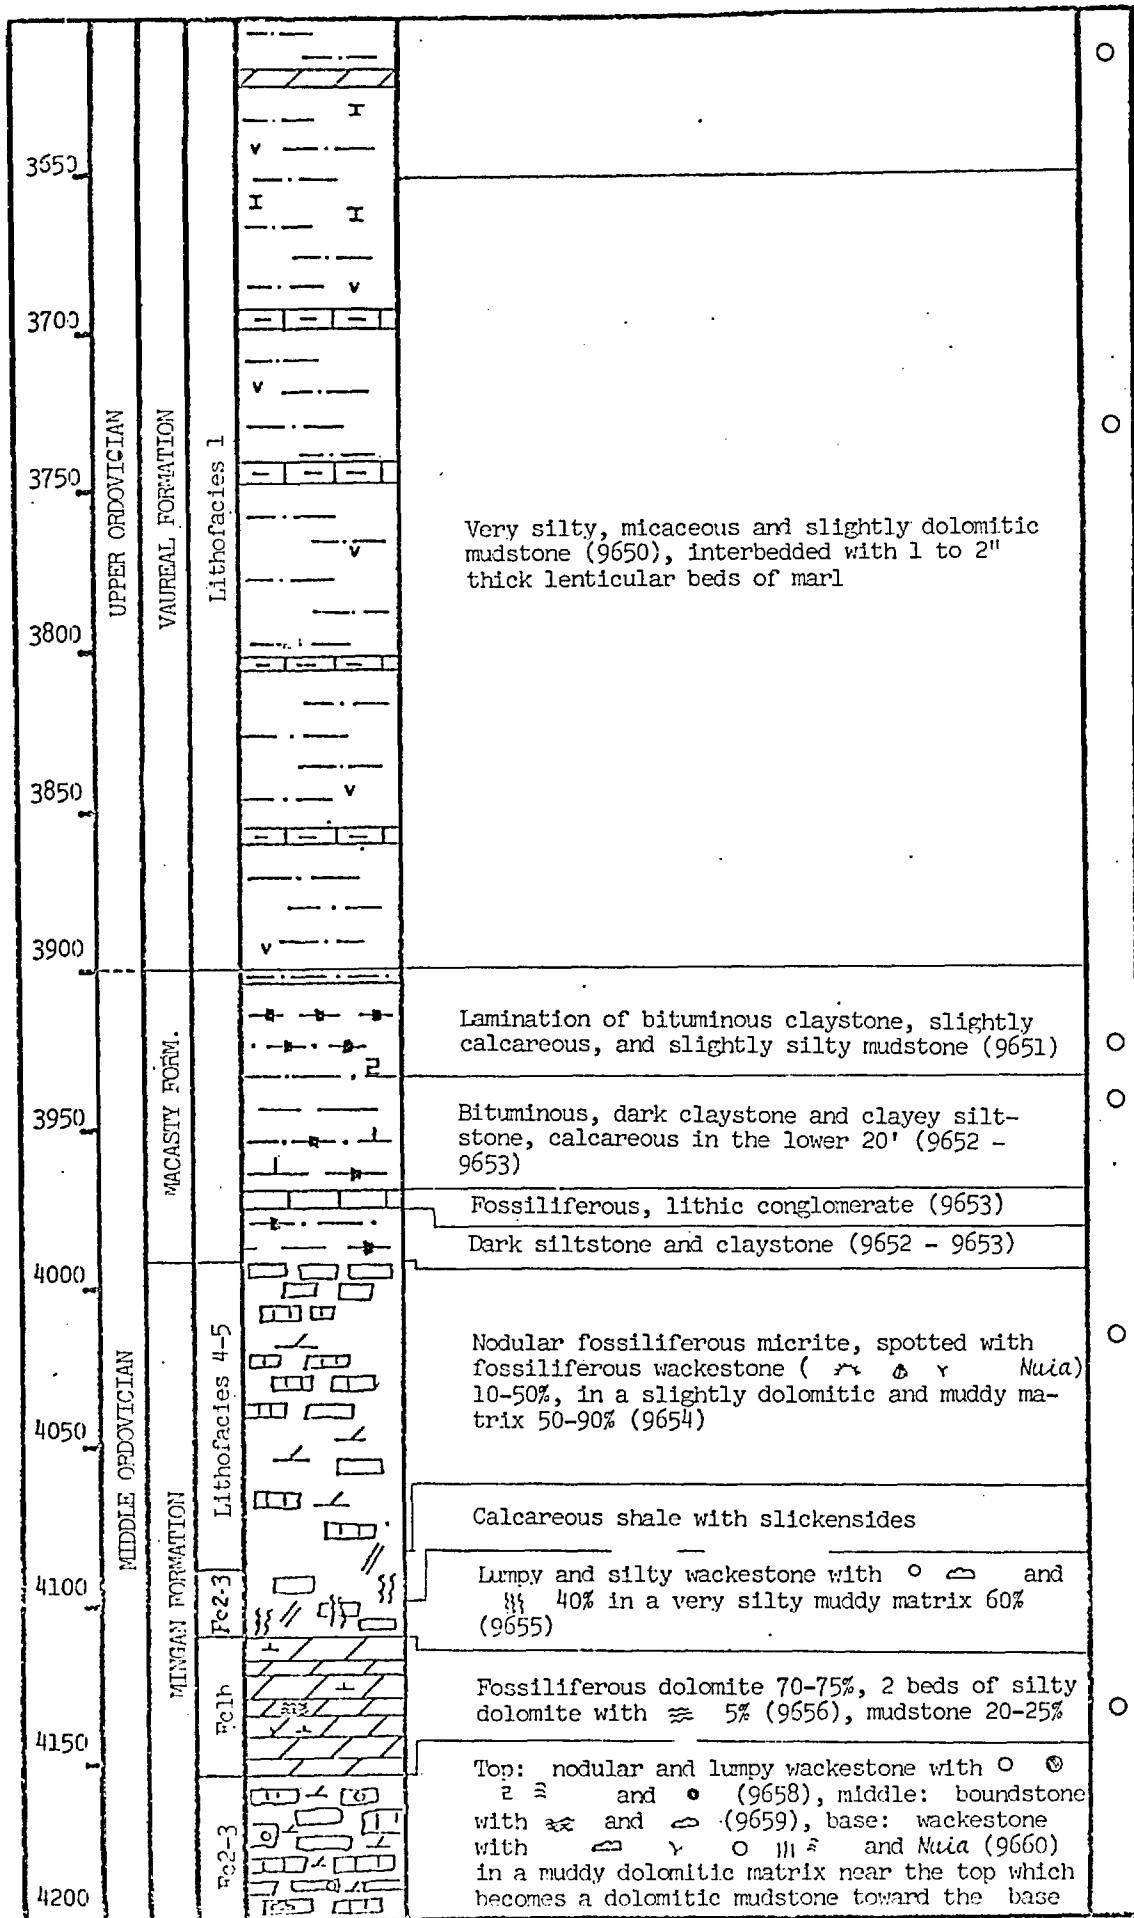 3650
3700
3750
3800
3850
3900
3950
4000
4050
4100
4150
4200
UPPER ORDOVICIAN
MIDDLE ORDOVICIAN
VAUREAL FORMATION
MACASTY FORM.
MINGAN FORMATION
Lithofacies 1
Lithofacies 4-5
Fc2-3
Fc1b
Fc2-3
Very silty, micaceous and slightly dolomitic
mudstone (9650), interbedded with 1 to 2"
thick lenticular beds of marl
Lamination of bituminous claystone, slightly
calcareous, and slightly silty mudstone (9651)
Bituminous, dark claystone and clayey silt-
stone, calcareous in the lower 20' (9652 -
9653)
Fossiliferous, lithic conglomerate (9653)
Dark siltstone and claystone (9652 - 9653)
Nodular fossiliferous micrite, spotted with
fossiliferous wackestone ( Nuia)
10-50%, in a slightly dolomitic and muddy ma-
trix 50-90% (9654)
Calcareous shale with slickensides
Lumpy and silty wackestone with and
40% in a very silty muddy matrix 60%
(9655)
Fossiliferous dolomite 70-75%, 2 beds of silty
dolomite with 5% (9656), mudstone 20-25%
Top: nodular and lumpy wackestone with
and (9658), middle: boundstone
with and (9659), base: wackestone
with and Nuia (9660)
in a muddy dolomitic matrix near the top which
becomes a dolomitic mudstone toward the base